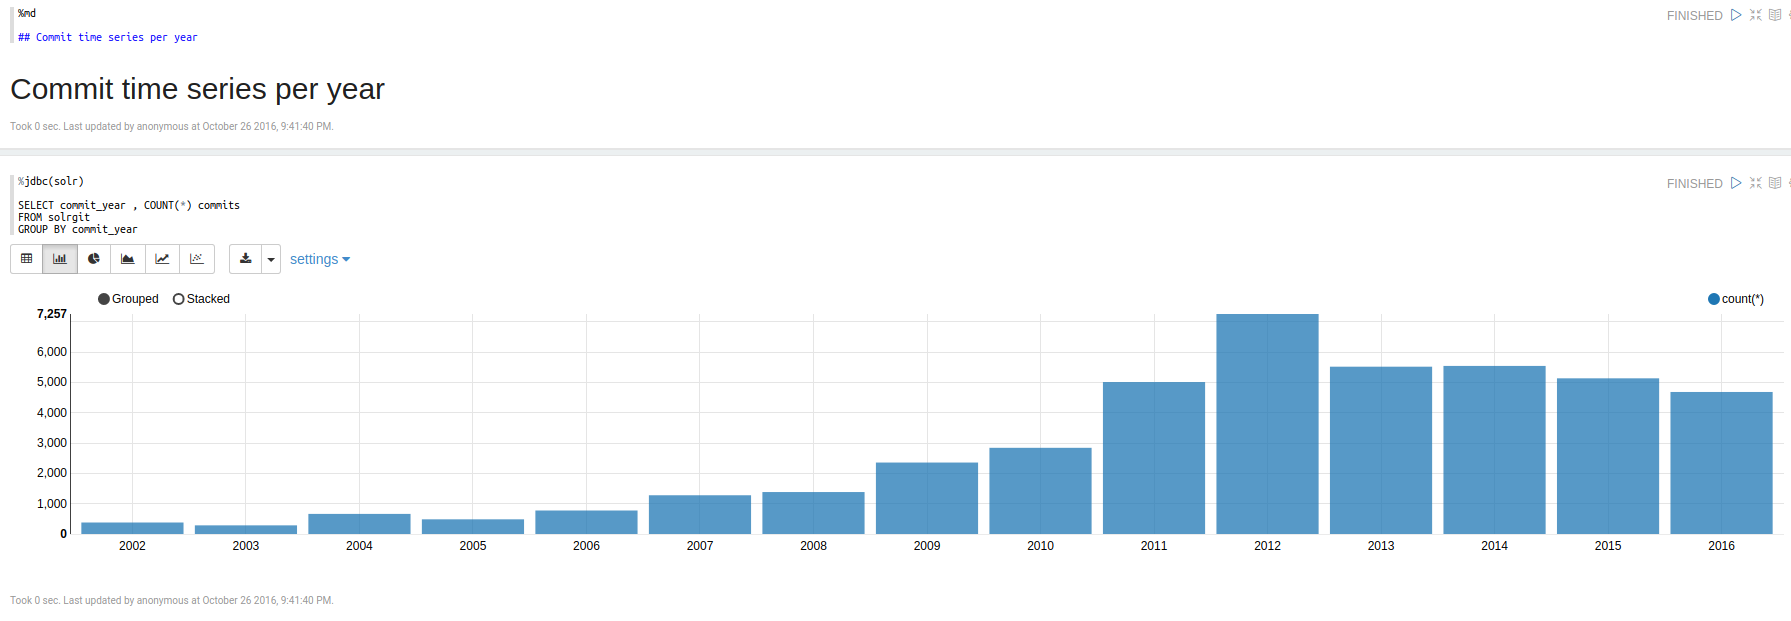 %md
FINISHED
## Commit time series per year
Commit time series per year
Took 0 sec. Last updated by anonymous at October 26 2016, 9:41:40 PM.
%jdbc(solr)
FINISHED
SELECT commit_year , COUNT(*) commits
FROM solrgit
GROUP BY commit_year
settings
Grouped Stacked count(*)
7,257
6,000
5,000
4,000
3,000
2,000
1,000
0
2002 2003 2004 2005 2006 2007 2008 2009 2010 2011 2012 2013 2014 2015 2016
Took 0 sec. Last updated by anonymous at October 26 2016, 9:41:40 PM.